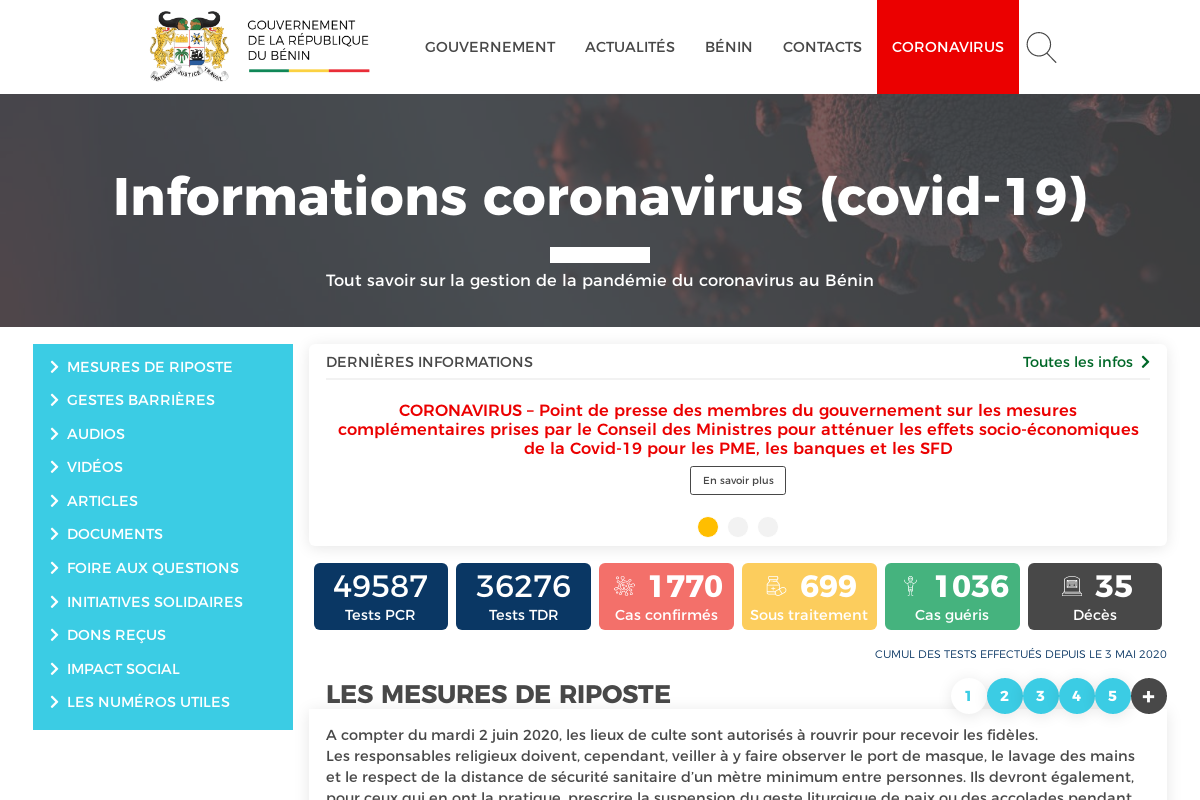 FRATERNITE JUSTICE TRAVAIL
GOUVERNEMENT
DE LA RÉPUBLIQUE
DU BÉNIN
GOUVERNEMENT
ACTUALITÉS
BÉNIN
CONTACTS
CORONAVIRUS
Informations coronavirus (covid-19)
Tout savoir sur la gestion de la pandémie du coronavirus au Bénin
MESURES DE RIPOSTE
GESTES BARRIÈRES
AUDIOS
VIDÉOS
ARTICLES
DOCUMENTS
FOIRE AUX QUESTIONS
INITIATIVES SOLIDAIRES
DONS REÇUS
IMPACT SOCIAL
LES NUMÉROS UTILES
DERNIÈRES INFORMATIONS
Toutes les infos
CORONAVIRUS – Point de presse des membres du gouvernement sur les mesures
complémentaires prises par le Conseil des Ministres pour atténuer les effets socio-économiques
de la Covid-19 pour les PME, les banques et les SFD
En savoir plus
49587
Tests PCR
36276
Tests TDR
1770
Cas confirmés
699
Sous traitement
1036
Cas guéris
35
Décès
CUMUL DES TESTS EFFECTUÉS DEPUIS LE 3 MAI 2020
LES MESURES DE RIPOSTE
1 2 3 4 5 +
A compter du mardi 2 juin 2020, les lieux de culte sont autorisés à rouvrir pour recevoir les fidèles.
Les responsables religieux doivent, cependant, veiller à y faire observer le port de masque, le lavage des mains
et le respect de la distance de sécurité sanitaire d'un mètre minimum entre personnes. Ils devront également,
pour ceux qui en ont la pratique, prescrire la suspension du geste liturgique de paix ou des accolades pendant